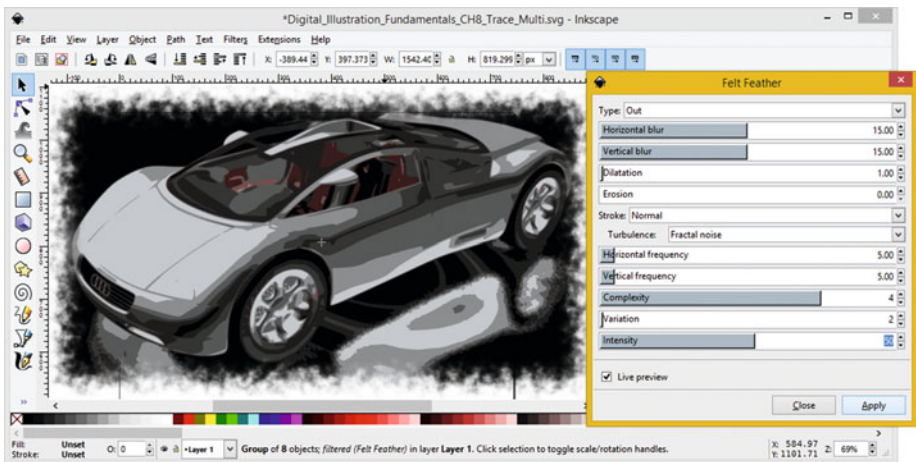 *Digital_Illustration_Fundamentals_CH8_Trace_Multi.svg - Inkscape
File Edit View Layer Object Path Text Filters Extensions Help
X: -389.44 Y: 397.373 W: 1542.40 H: 819.299 px
Felt Feather
Type: Out
Horizontal blur 15.00
Vertical blur 15.00
Dilatation 1.00
Erosion 0.00
Stroke: Normal
Turbulence: Fractal noise
Horizontal frequency 5.00
Vertical frequency 5.00
Complexity 4
Variation 2
Intensity 50
Live preview
Close Apply
Fill: Unset
Stroke: Unset
O: 0
Layer 1
Group of 8 objects; filtered (Felt Feather) in layer Layer 1. Click selection to toggle scale/rotation handles.
X: 584.97
Y: 1101.71
Z: 69%